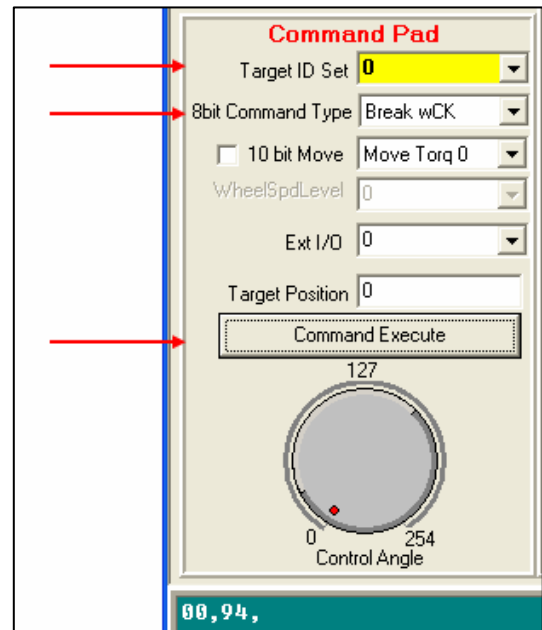 Command Pad
Target ID Set 0
8bit Command Type Break wCK
10 bit Move Move Torq 0
WheelSpdLevel 0
Ext I/O 0
Target Position 0
Command Execute
127
0 254
Control Angle
00,94,